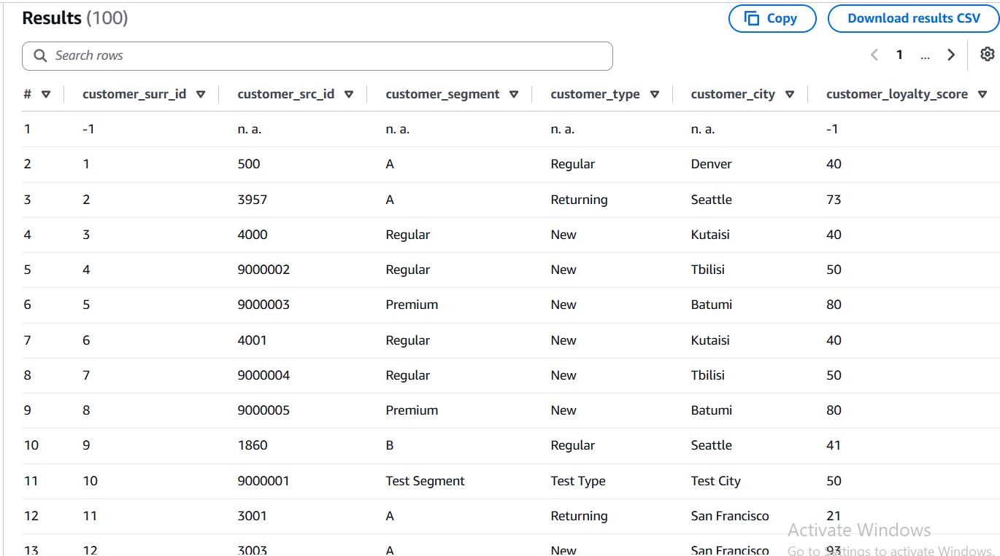 Results (100)
Copy
Download results CSV
Search rows
1 ...
# customer_surr_id customer_src_id customer_segment customer_type customer_city customer_loyalty_score
1 -1 n. a. n. a. n. a. n. a. -1
2 1 500 A Regular Denver 40
3 2 3957 A Returning Seattle 73
4 3 4000 Regular New Kutaisi 40
5 4 9000002 Regular New Tbilisi 50
6 5 9000003 Premium New Batumi 80
7 6 4001 Regular New Kutaisi 40
8 7 9000004 Regular New Tbilisi 50
9 8 9000005 Premium New Batumi 80
10 9 1860 B Regular Seattle 41
11 10 9000001 Test Segment Test Type Test City 50
12 11 3001 A Returning San Francisco 21
Activate Windows
13 12 3003 A New San Francisco 93
Go to Settings to activate Windows.